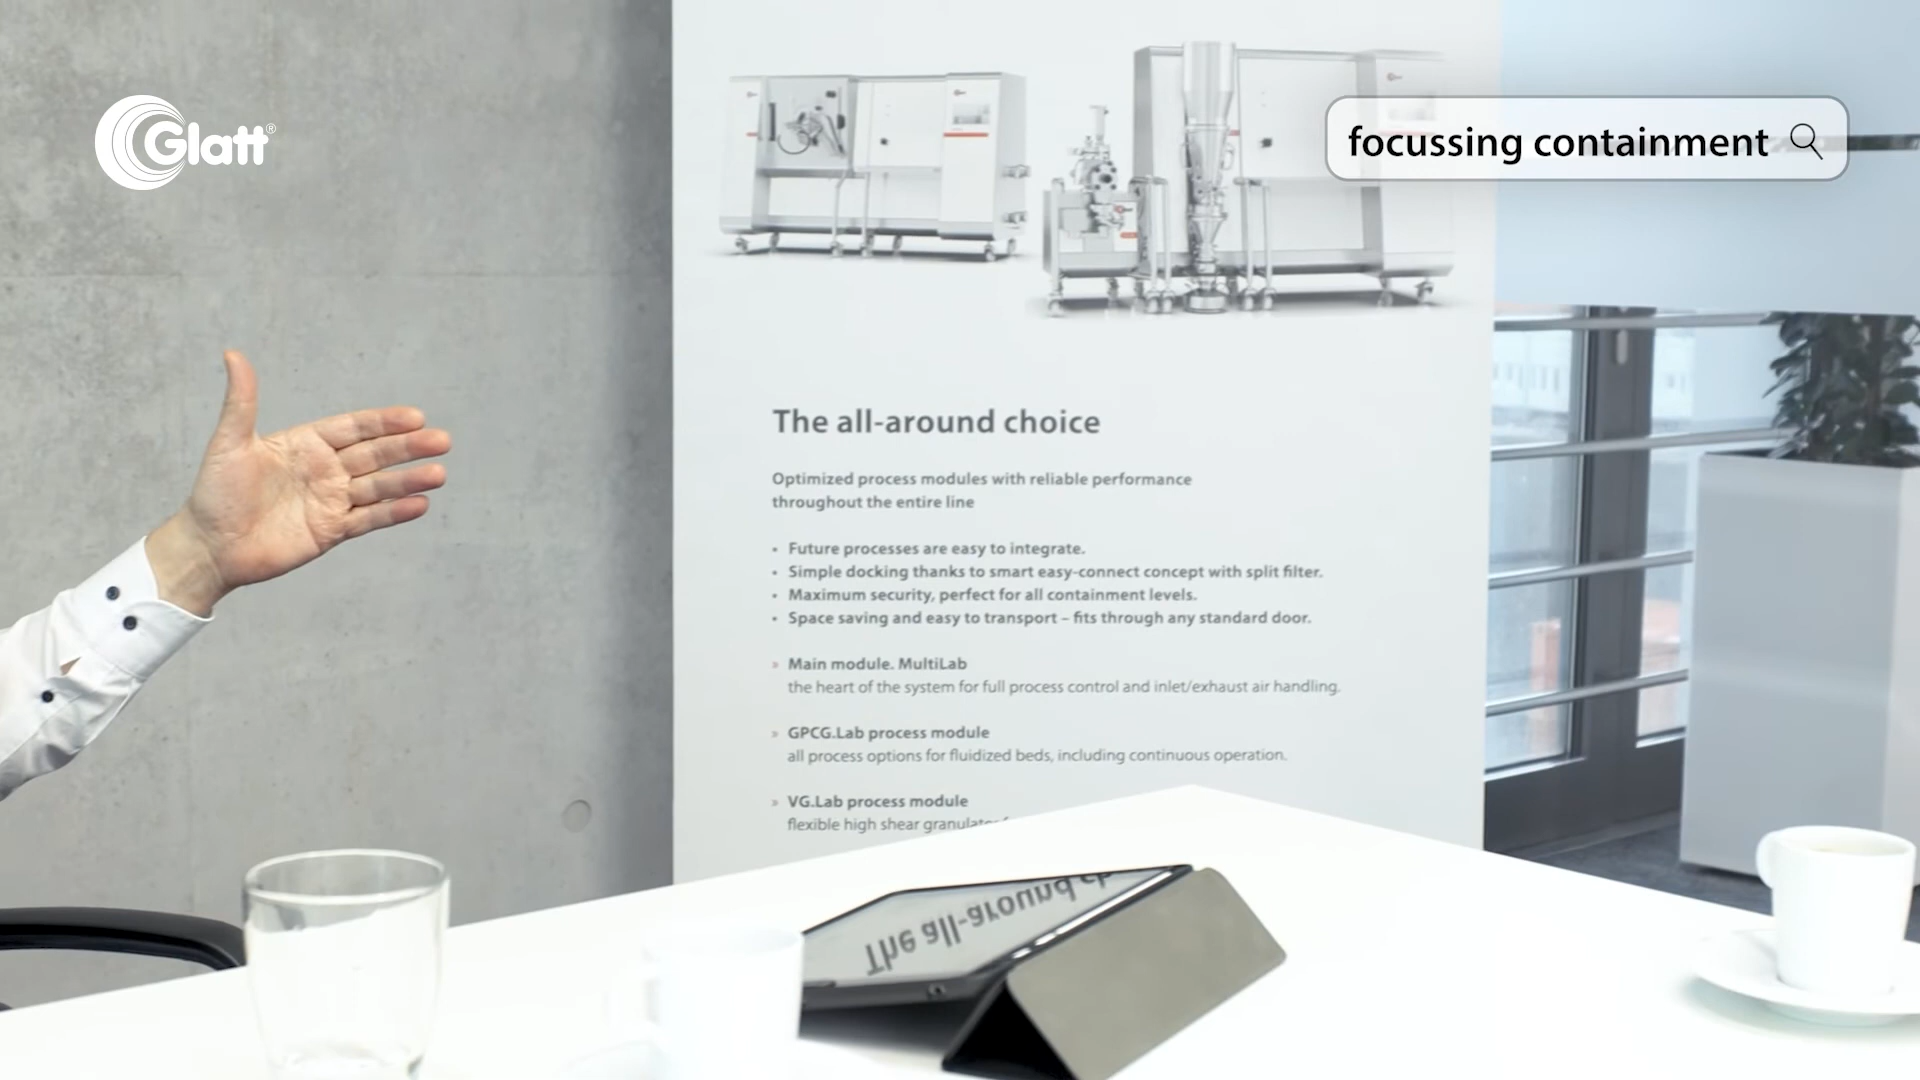 Glatt®
focussing containment
The all-around choice
Optimized process modules with reliable performance
throughout the entire line
• Future processes are easy to integrate.
• Simple docking thanks to smart easy-connect concept with split filter.
• Maximum security, perfect for all containment levels.
• Space saving and easy to transport – fits through any standard door.
» Main module. MultiLab
the heart of the system for full process control and inlet/exhaust air handling.
» GPCG.Lab process module
all process options for fluidized beds, including continuous operation.
» VG.Lab process module
flexible high shear granulator
The all-around ch